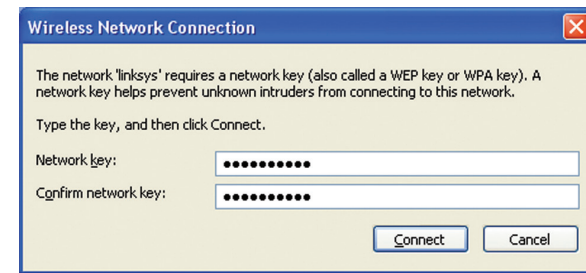 Wireless Network Connection
The network 'linksys' requires a network key (also called a WEP key or WPA key). A
network key helps prevent unknown intruders from connecting to this network.
Type the key, and then click Connect.
Network key: ●●●●●●●●●●
Confirm network key: ●●●●●●●●●●
Connect Cancel